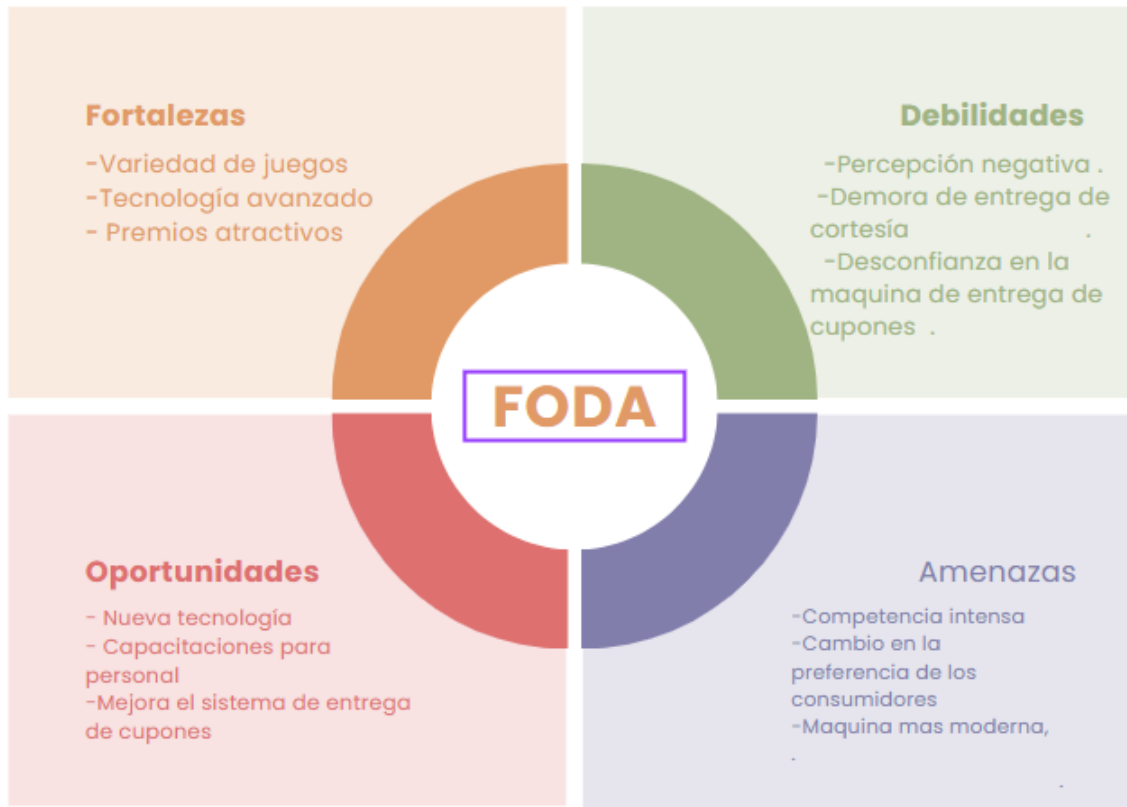 Fortalezas
-Variedad de juegos
-Tecnología avanzado
- Premios atractivos
Debilidades
-Percepción negativa .
-Demora de entrega de
cortesía .
-Desconfianza en la
maquina de entrega de
cupones .
FODA
Oportunidades
- Nueva tecnología
- Capacitaciones para
personal
-Mejora el sistema de entrega
de cupones
Amenazas
-Competencia intensa
-Cambio en la
preferencia de los
consumidores
-Maquina mas moderna,
.
.